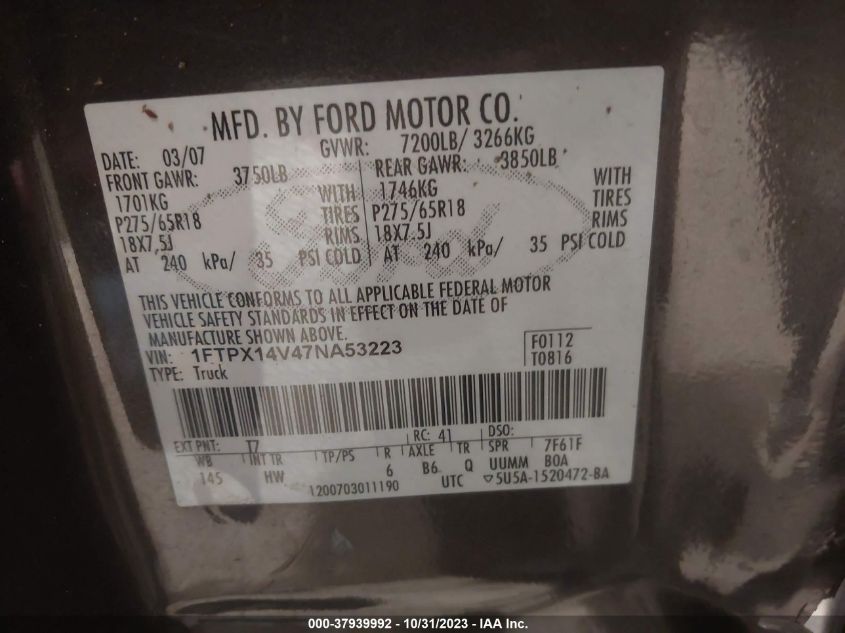 MFD. BY FORD MOTOR CO.
DATE: 03/07 GVWR: 7200LB/ 3266KG
FRONT GAWR: 3750LB REAR GAWR: 3850LB
1701KG WITH 1746KG WITH
P275/65R18 TIRES P275/65R18 TIRES
18X7.5J RIMS 18X7.5J RIMS
AT 240 kPa/ 35 PSI COLD AT 240 kPa/ 35 PSI COLD
THIS VEHICLE CONFORMS TO ALL APPLICABLE FEDERAL MOTOR
VEHICLE SAFETY STANDARDS IN EFFECT ON THE DATE OF
MANUFACTURE SHOWN ABOVE.
VIN: 1FTPX14V47NA53223 F0112
TYPE: Truck T0816
EXT PNT: T7 RC: 41 DSO:
WB INT TR TP/PS R AXLE TR SPR 7F61F
145 HW 6 B6 Q UUMM BOA
1200703011190 UTC ▽5U5A-1520472-BA
000-37939992 - 10/31/2023 - IAA Inc.